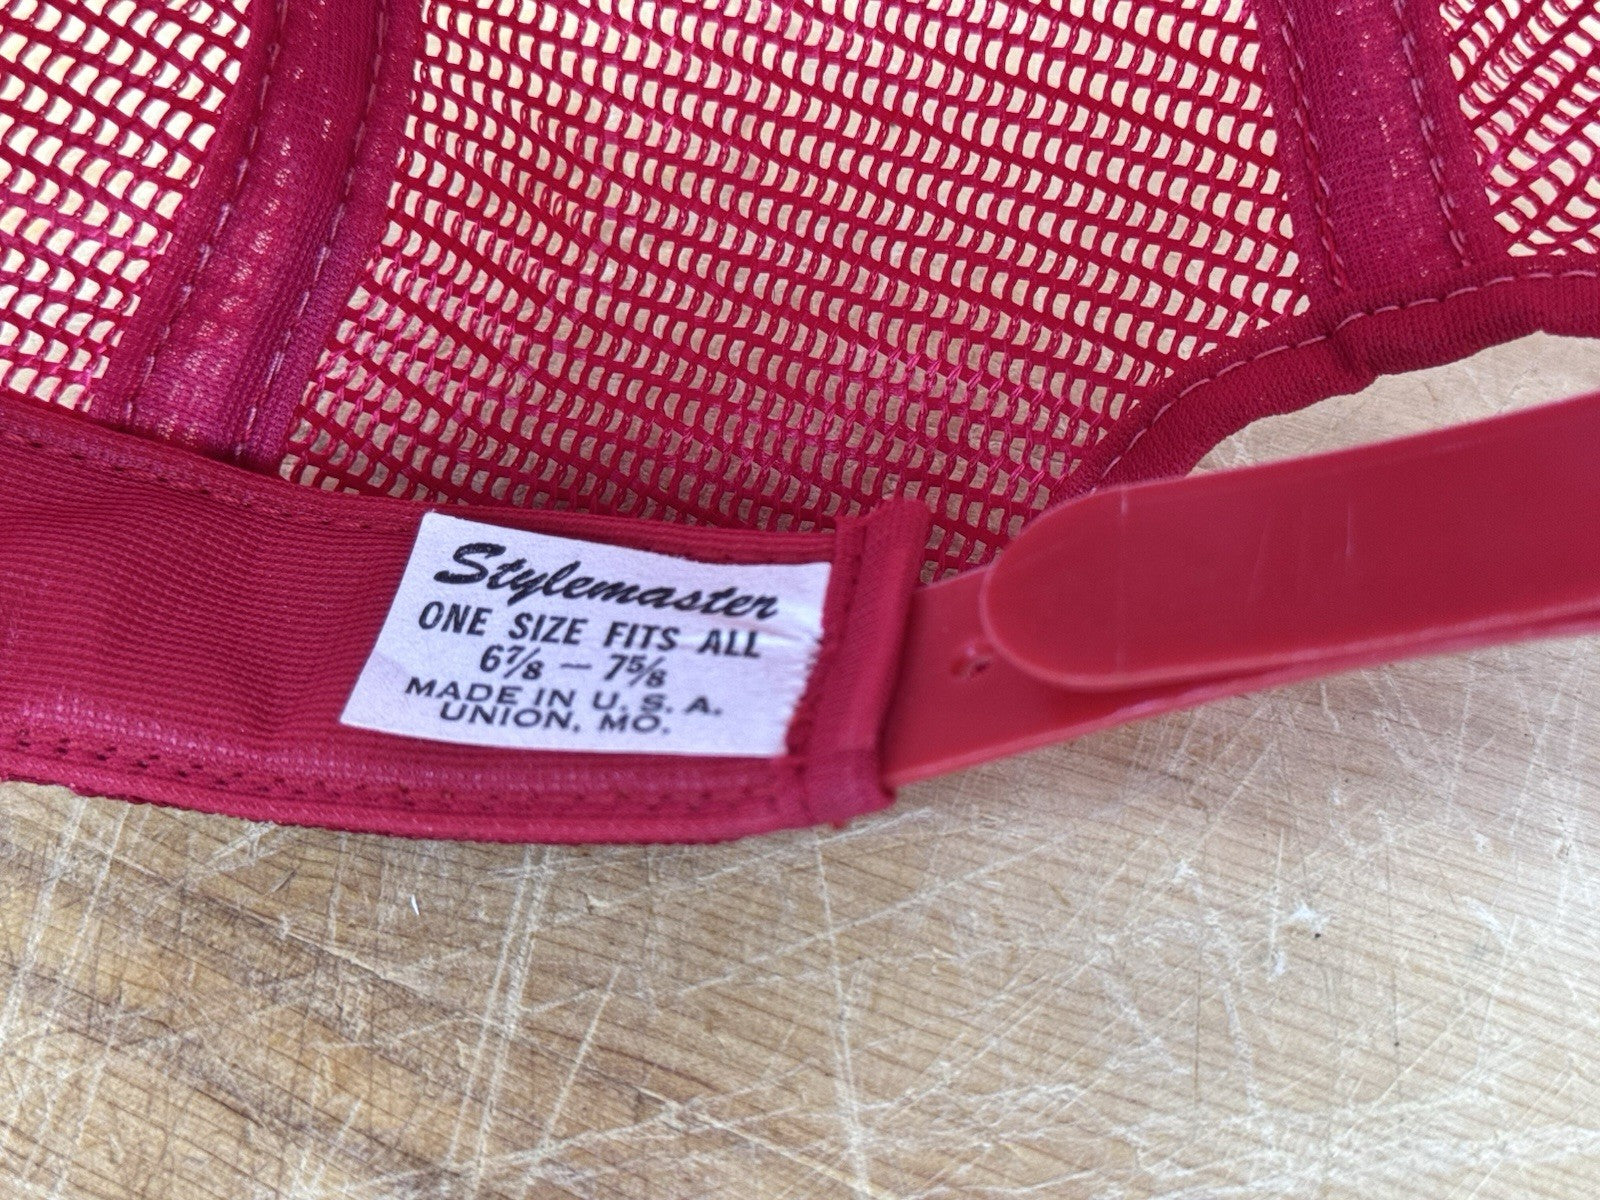 Stylemaster
ONE SIZE FITS ALL
6⅞ — 7⅝
MADE IN U. S. A.
UNION, MO.